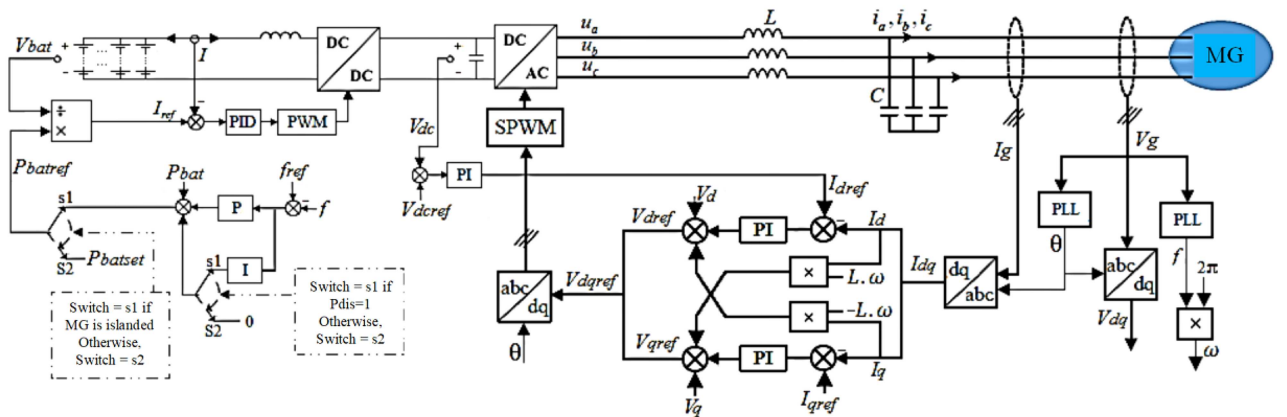 Vbat
+
-
I
DC
DC
+
-
DC
AC
ua
ub
uc
L
ia, ib, ic
C
MG
÷
×
Iref
-
PID
PWM
Vdc
SPWM
Ig
Vg
Pbatref
Pbat
fref
s1
P
-
f
PI
Vdcref
Idref
Vd
Vdref
PI
-
Id
PLL
PLL
θ
f
2π
S2
Pbatset
s1
I
S2
0
Switch = s1 if
MG is islanded
Otherwise,
Switch = s2
Switch = s1 if
Pdis=1
Otherwise,
Switch = s2
abc
dq
Vdqref
θ
×
L.ω
×
-L.ω
Idq
dq
abc
abc
dq
Vdq
×
ω
Vqref
PI
-
Iq
Vq
Iqref